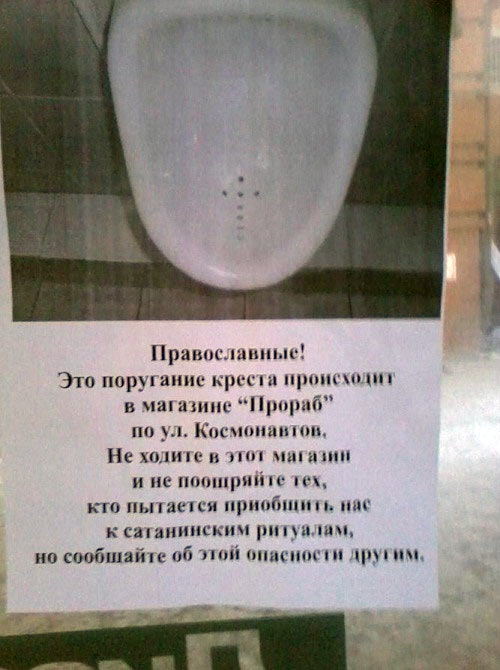 Православные!
Это поругание креста происходит
в магазине “Прораб”
по ул. Космонавтов,
Не ходите в этот магазин
и не поощряйте тех,
кто пытается приобщить нас
к сатанинским ритуалам,
но сообщайте об этой опасности другим.